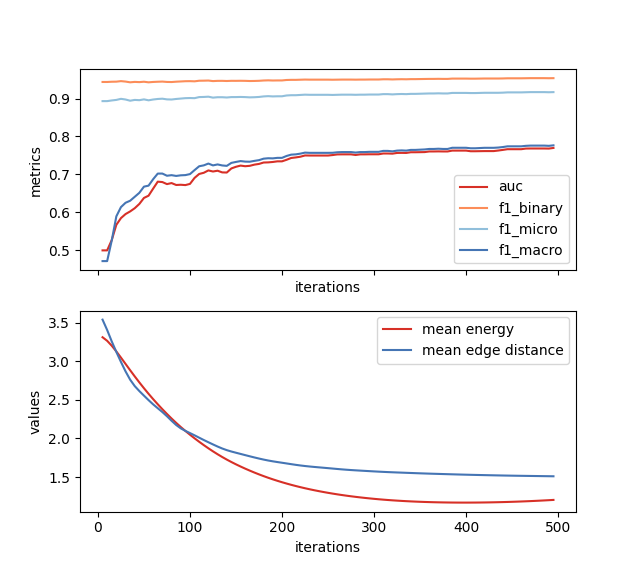 0.9
0.8
0.7
0.6
0.5
metrics
auc
f1_binary
f1_micro
f1_macro
iterations
3.5
3.0
2.5
2.0
1.5
values
mean energy
mean edge distance
0 100 200 300 400 500
iterations